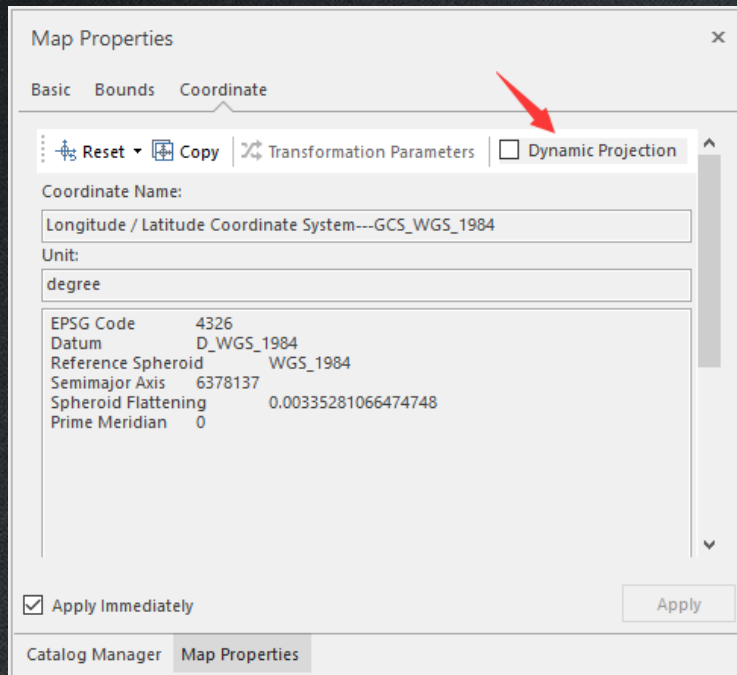 Map Properties
Basic Bounds Coordinate
Reset Copy Transformation Parameters Dynamic Projection
Coordinate Name:
Longitude / Latitude Coordinate System---GCS_WGS_1984
Unit:
degree
EPSG Code 4326
Datum D_WGS_1984
Reference Spheroid WGS_1984
Semimajor Axis 6378137
Spheroid Flattening 0.00335281066474748
Prime Meridian 0
Apply Immediately Apply
Catalog Manager Map Properties